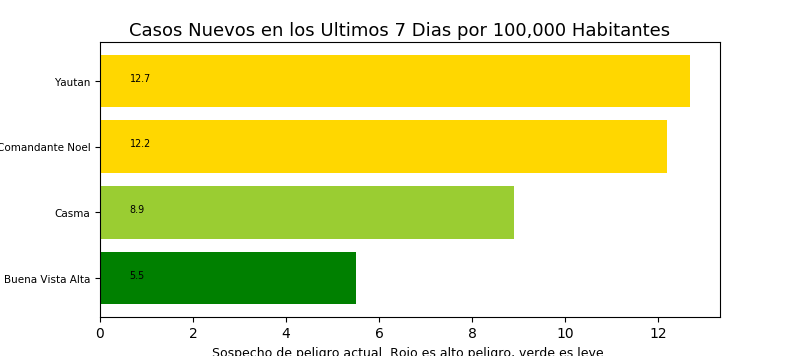 Casos Nuevos en los Ultimos 7 Dias por 100,000 Habitantes
Yautan
12.7
Comandante Noel
12.2
Casma
8.9
Buena Vista Alta
5.5
0 2 4 6 8 10 12
Sospecho de peligro actual. Rojo es alto peligro, verde es leve